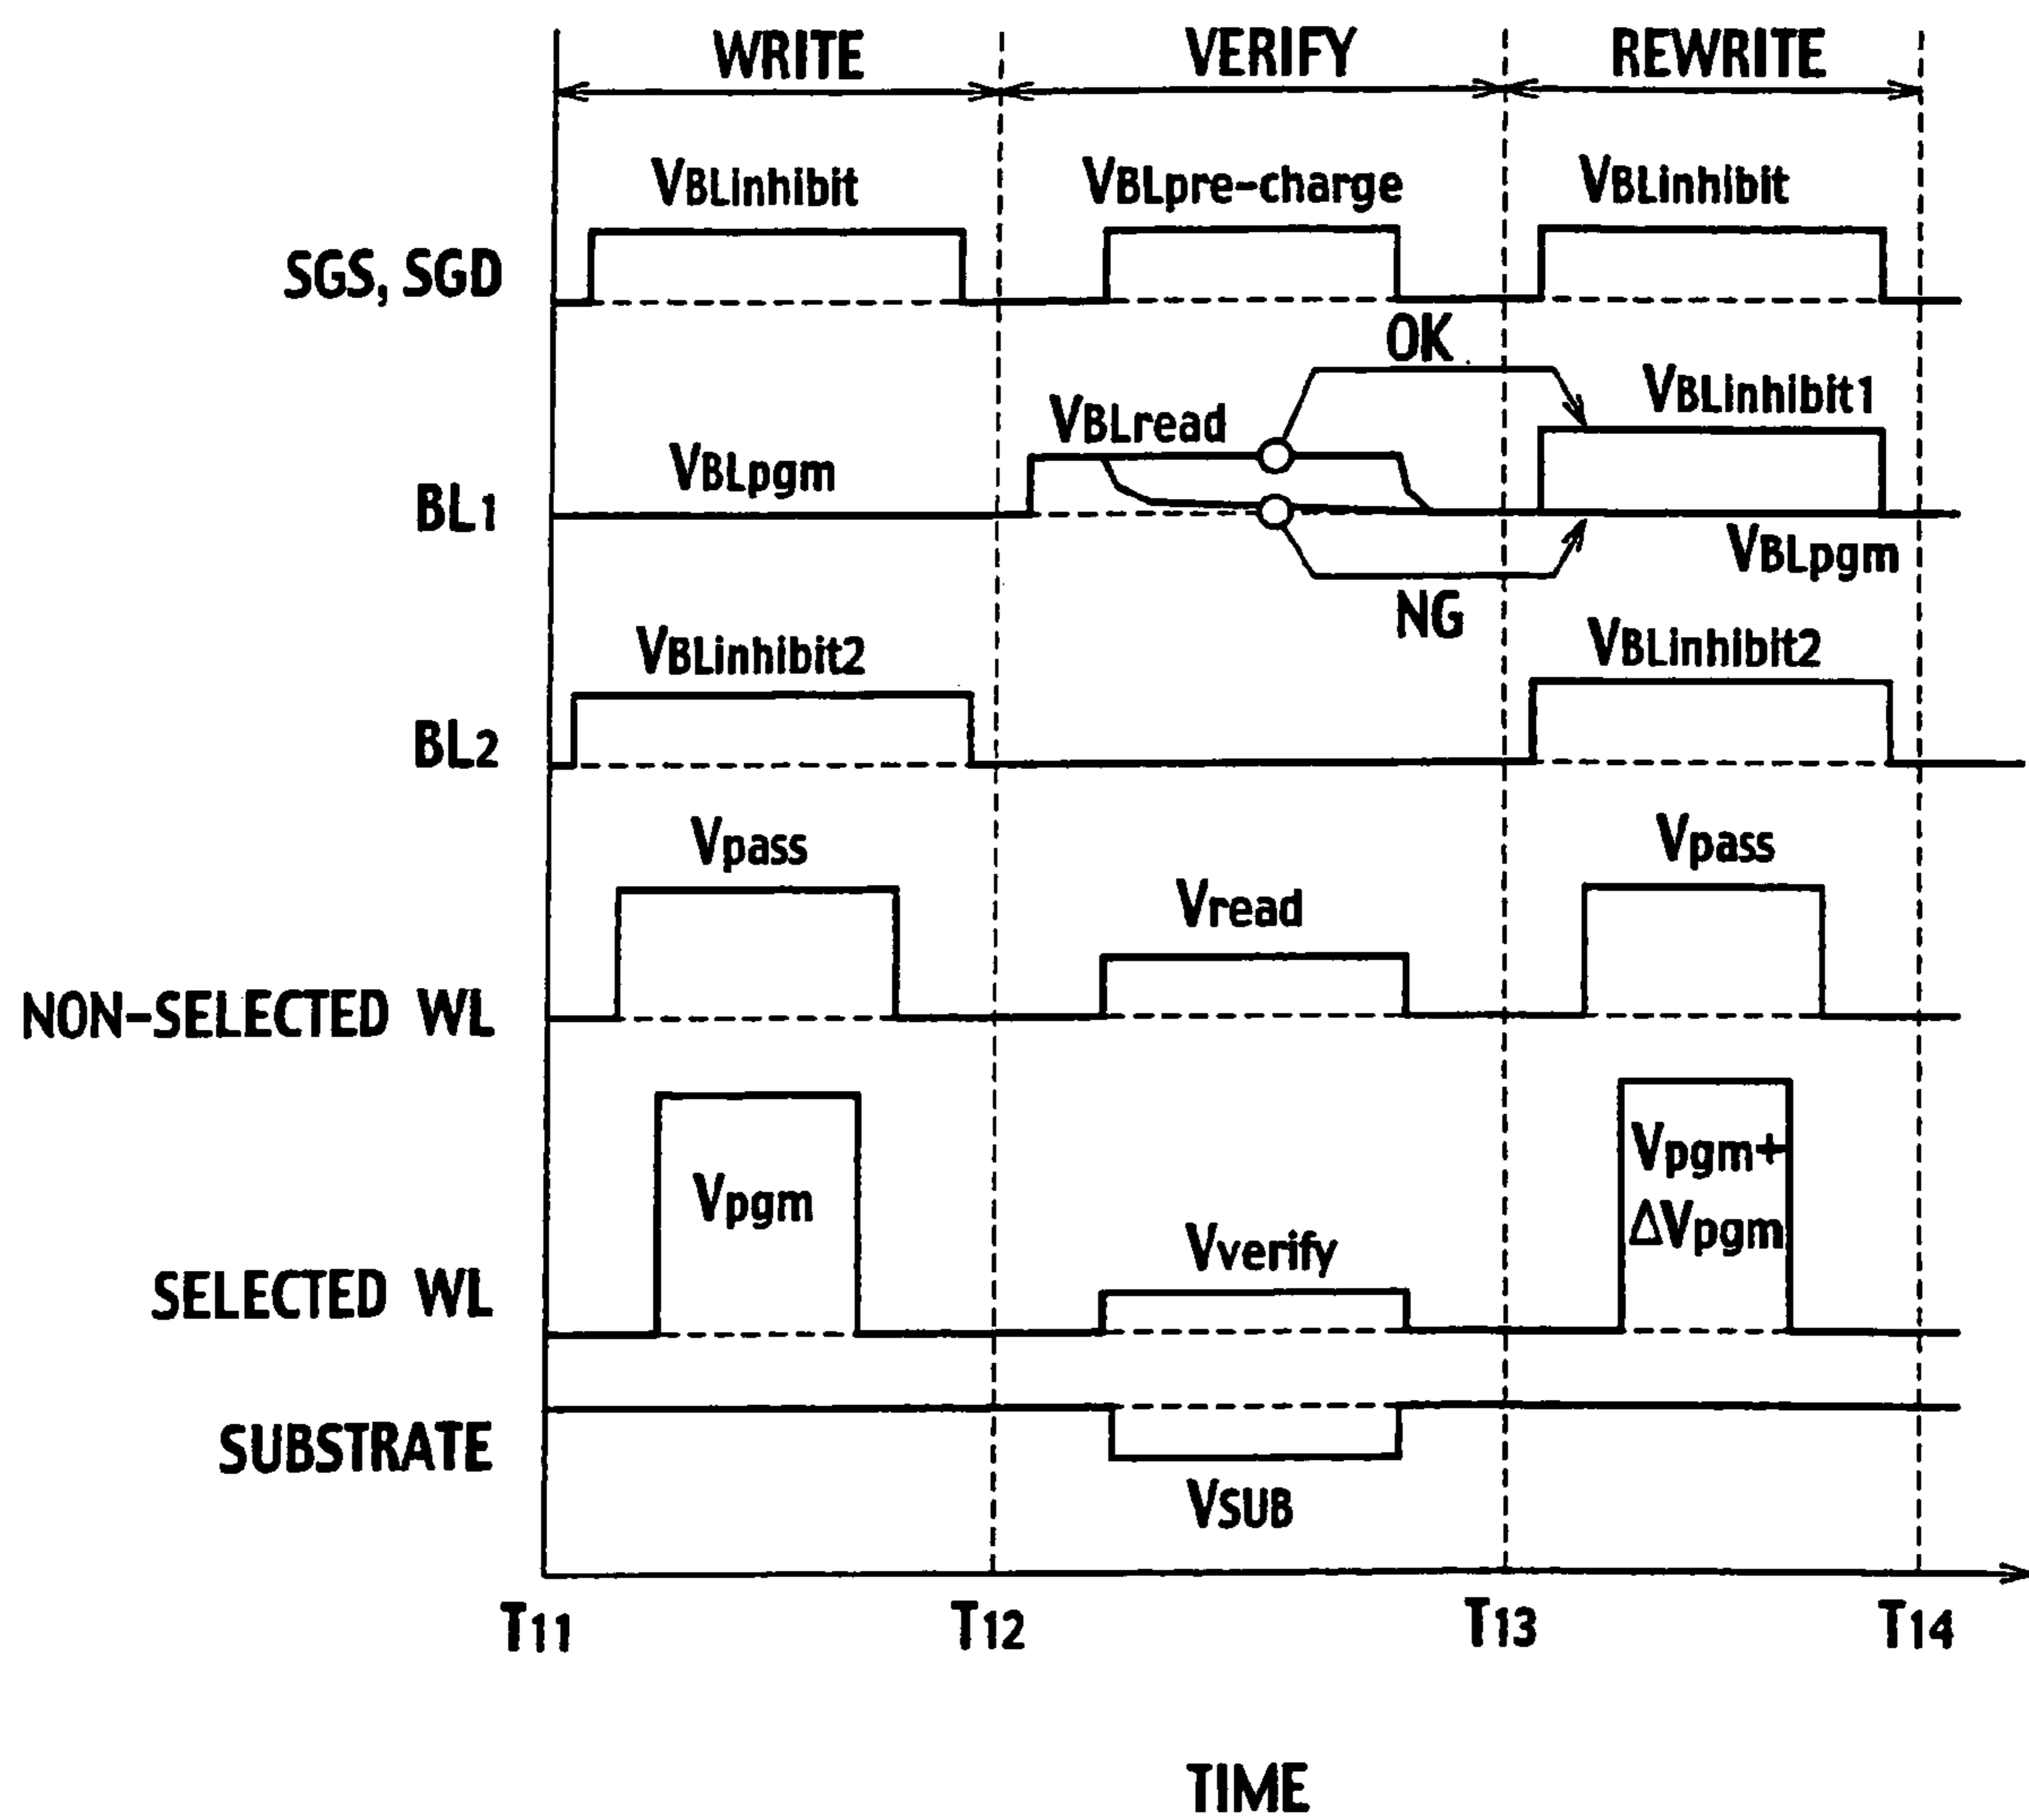 WRITE VERIFY REWRITE
VBLinhibit VBLpre-charge VBLinhibit
SGS, SGD
OK
VBLread VBLinhibit1
VBLpgm
BL1
VBLpgm
NG
VBLinhibit2 VBLinhibit2
BL2
Vpass Vpass
Vread
NON-SELECTED WL
Vpgm+
Vpgm ΔVpgm
Vverify
SELECTED WL
SUBSTRATE
VSUB
T11 T12 T13 T14
TIME